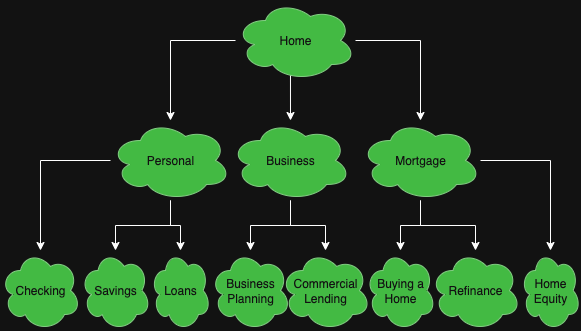 Home
Personal
Business
Mortgage
Checking
Savings
Loans
Business
Planning
Commercial
Lending
Buying a
Home
Refinance
Home
Equity